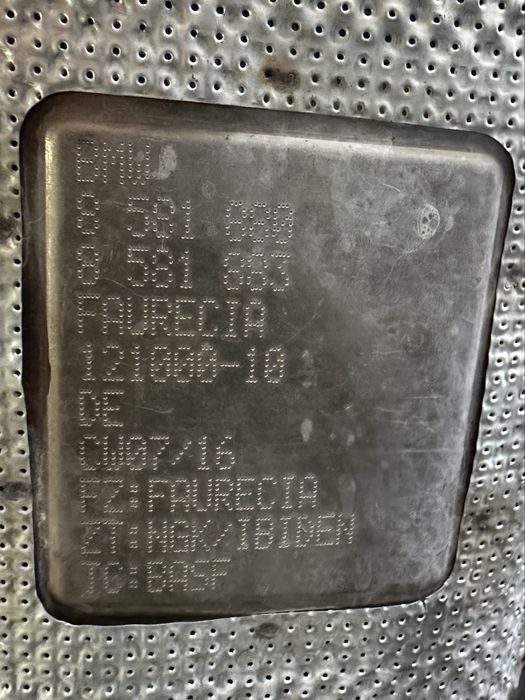 BMW
8 581 880
8 581 883
FAURECIA
121000-10
DE
CW07/16
FZ:FAURECIA
ZT:NGK/IBIDEN
TG:BASF